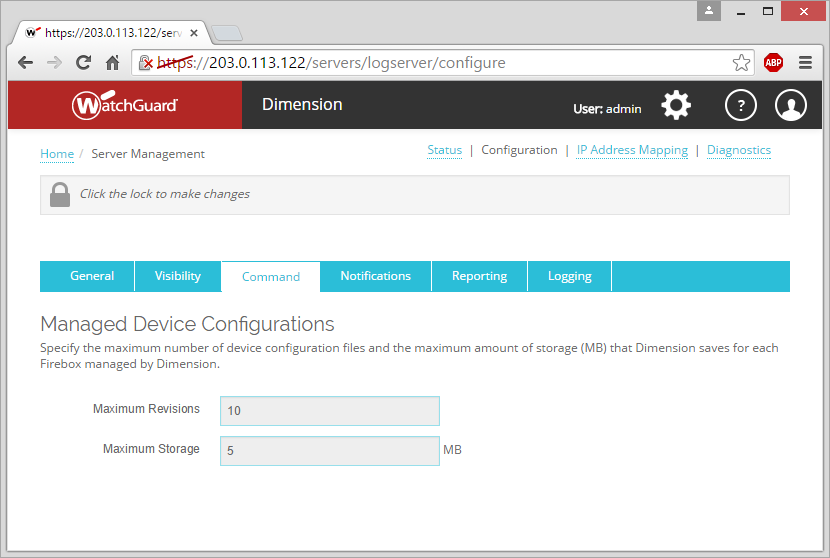 https://203.0.113.122/serv
https://203.0.113.122/servers/logserver/configure
ABP
WatchGuard
Dimension
User: admin
?
Home / Server Management
Status | Configuration | IP Address Mapping | Diagnostics
Click the lock to make changes
General Visibility Command Notifications Reporting Logging
Managed Device Configurations
Specify the maximum number of device configuration files and the maximum amount of storage (MB) that Dimension saves for each
Firebox managed by Dimension.
Maximum Revisions 10
Maximum Storage 5 MB